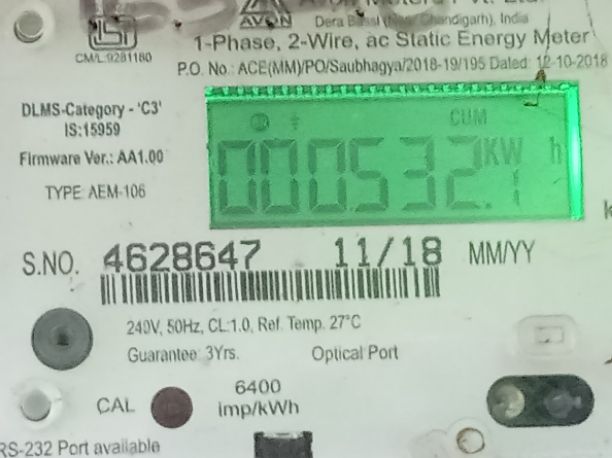 AVON
Dera Bassi (Near Chandigarh), India
CM/L:9281180
1-Phase, 2-Wire, ac Static Energy Meter
P.O. No.: ACE(MM)/PO/Saubhagya/2018-19/195 Dated: 12-10-2018
DLMS-Category - 'C3'
IS:15959
Firmware Ver.: AA1.00
TYPE: AEM-106
CUM
000532.1 KW h
S.NO. 4628647 11/18 MM/YY
240V, 50Hz, CL:1.0, Ref. Temp. 27°C
Guarantee: 3Yrs. Optical Port
CAL 6400
imp/kWh
RS-232 Port available